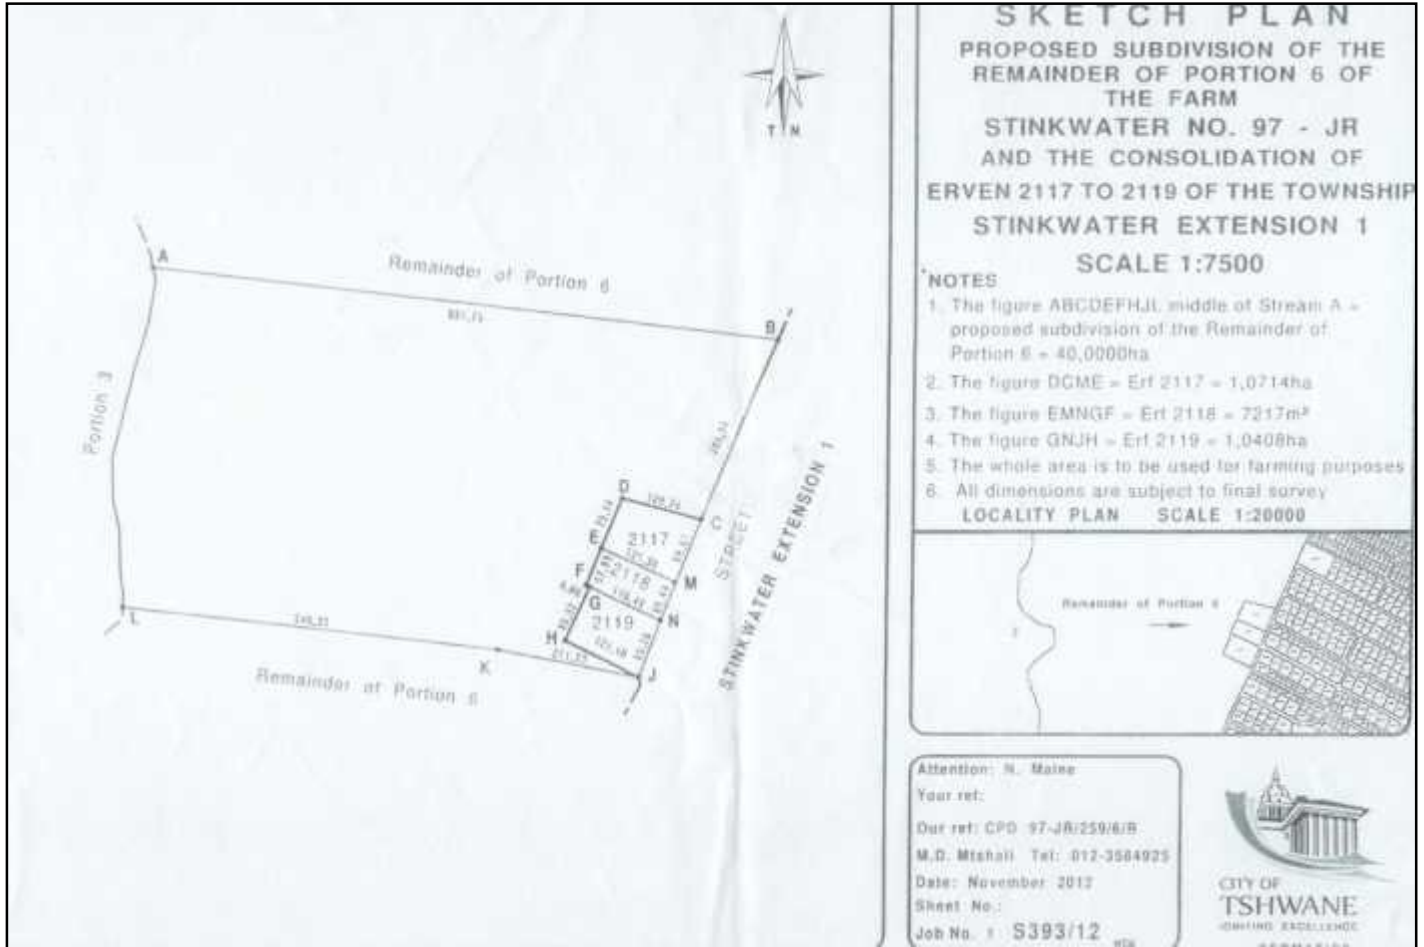 SKETCH PLAN
PROPOSED SUBDIVISION OF THE
REMAINDER OF PORTION 6 OF
THE FARM
STINKWATER NO. 97 - JR
AND THE CONSOLIDATION OF
ERVEN 2117 TO 2119 OF THE TOWNSHIP
STINKWATER EXTENSION 1
SCALE 1:7500
NOTES
1. The figure ABCDEFHJL middle of Stream A =
proposed subdivision of the Remainder of
Portion 6 = 40,0000ha
2. The figure DCME = Erf 2117 = 1,0714ha
3. The figure EMNGF = Erf 2118 = 7217m²
4. The figure GNJH = Erf 2119 = 1,0408ha
5. The whole area is to be used for farming purposes
6. All dimensions are subject to final survey
LOCALITY PLAN SCALE 1:20000
Remainder of Portion 6
Attention: N. Maine
Your ref:
Our ref: CPD 97-JR/259/6/R
M.D. Mtshali Tel: 012-3584925
Date: November 2012
Sheet No.:
Job No. : S393/12
CITY OF
TSHWANE
IGNITING EXCELLENCE
T N
A
Remainder of Portion 6
B
Portion 3
STREET
STINKWATER EXTENSION 1
D
C
E
2117
F
2118
M
G
2119
N
H
J
K
L
Remainder of Portion 6